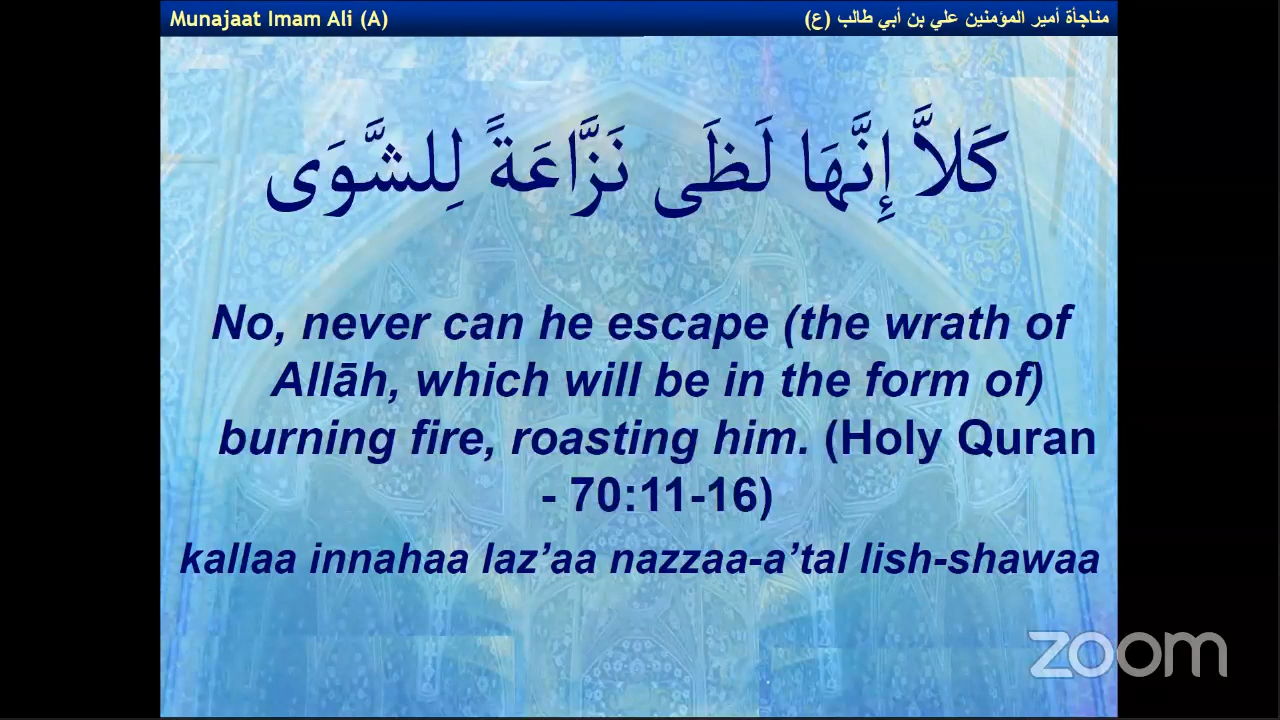 Munajaat Imam Ali (A)
مناجأة أمير المؤمنين علي بن أبي طالب (ع)
كَلاَّ إِنَّهَا لَظَى نَزَّاعَةً لِلشَّوَى
No, never can he escape (the wrath of
Allāh, which will be in the form of)
burning fire, roasting him. (Holy Quran
- 70:11-16)
kallaa innahaa laz’aa nazzaa-a’tal lish-shawaa
zoom